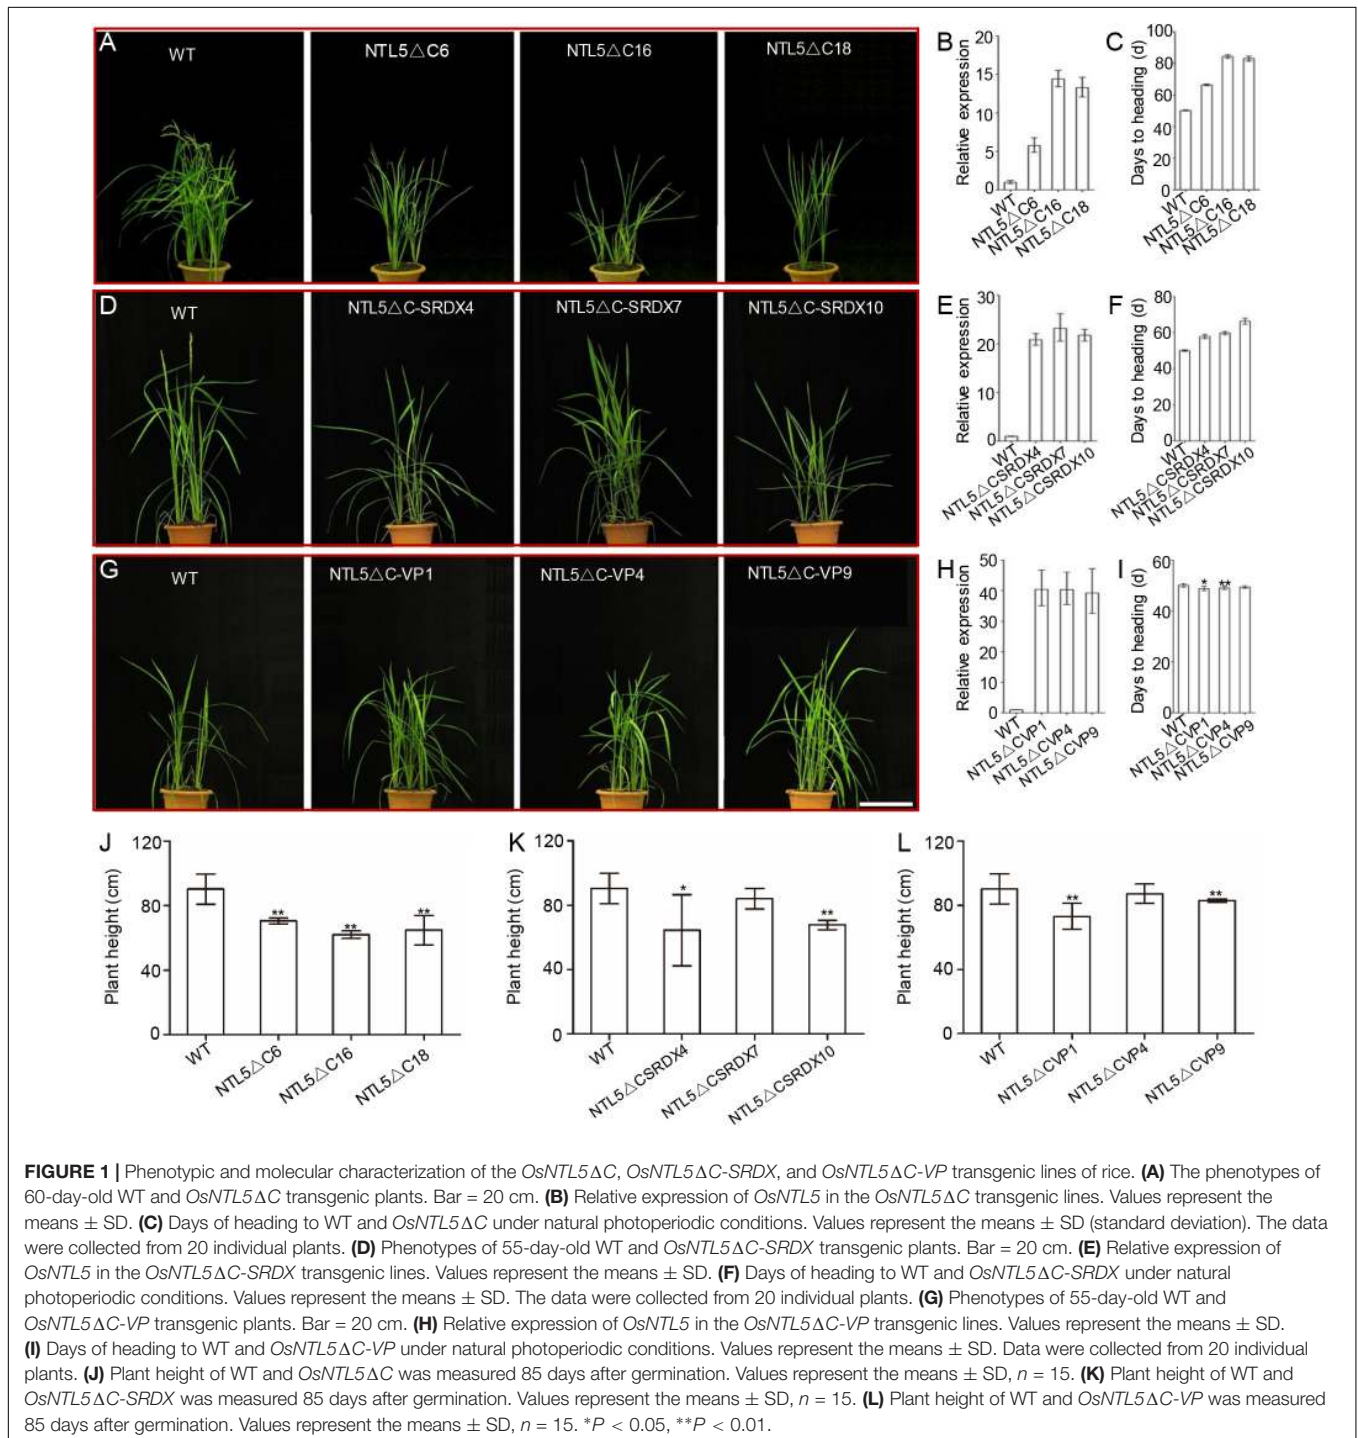 A
WT
NTL5△C6
NTL5△C16
NTL5△C18
B
Relative expression
20
15
10
5
0
WT
NTL5△C6
NTL5△C16
NTL5△C18
C
Days to heading (d)
100
80
60
40
20
0
WT
NTL5△C6
NTL5△C16
NTL5△C18
D
WT
NTL5△C-SRDX4
NTL5△C-SRDX7
NTL5△C-SRDX10
E
Relative expression
30
20
10
0
WT
NTL5△CSRDX4
NTL5△CSRDX7
NTL5△CSRDX10
F
Days to heading (d)
80
60
40
20
0
WT
NTL5△CSRDX4
NTL5△CSRDX7
NTL5△CSRDX10
G
WT
NTL5△C-VP1
NTL5△C-VP4
NTL5△C-VP9
H
Relative expression
50
40
30
20
10
0
WT
NTL5△CVP1
NTL5△CVP4
NTL5△CVP9
I
Days to heading (d)
60
40
20
0
*
**
WT
NTL5△CVP1
NTL5△CVP4
NTL5△CVP9
J
Plant height (cm)
120
80
40
0
**
**
**
WT
NTL5△C6
NTL5△C16
NTL5△C18
K
Plant height (cm)
120
80
40
0
*
**
WT
NTL5△CSRDX4
NTL5△CSRDX7
NTL5△CSRDX10
L
Plant height (cm)
120
80
40
0
**
**
WT
NTL5△CVP1
NTL5△CVP4
NTL5△CVP9
FIGURE 1 | Phenotypic and molecular characterization of the OsNTL5ΔC, OsNTL5ΔC-SRDX, and OsNTL5ΔC-VP transgenic lines of rice. (A) The phenotypes of
60-day-old WT and OsNTL5ΔC transgenic plants. Bar = 20 cm. (B) Relative expression of OsNTL5 in the OsNTL5ΔC transgenic lines. Values represent the
means ± SD. (C) Days of heading to WT and OsNTL5ΔC under natural photoperiodic conditions. Values represent the means ± SD (standard deviation). The data
were collected from 20 individual plants. (D) Phenotypes of 55-day-old WT and OsNTL5ΔC-SRDX transgenic plants. Bar = 20 cm. (E) Relative expression of
OsNTL5 in the OsNTL5ΔC-SRDX transgenic lines. Values represent the means ± SD. (F) Days of heading to WT and OsNTL5ΔC-SRDX under natural
photoperiodic conditions. Values represent the means ± SD. The data were collected from 20 individual plants. (G) Phenotypes of 55-day-old WT and
OsNTL5ΔC-VP transgenic plants. Bar = 20 cm. (H) Relative expression of OsNTL5 in the OsNTL5ΔC-VP transgenic lines. Values represent the means ± SD.
(I) Days of heading to WT and OsNTL5ΔC-VP under natural photoperiodic conditions. Values represent the means ± SD. Data were collected from 20 individual
plants. (J) Plant height of WT and OsNTL5ΔC was measured 85 days after germination. Values represent the means ± SD, n = 15. (K) Plant height of WT and
OsNTL5ΔC-SRDX was measured 85 days after germination. Values represent the means ± SD, n = 15. (L) Plant height of WT and OsNTL5ΔC-VP was measured
85 days after germination. Values represent the means ± SD, n = 15. *P < 0.05, **P < 0.01.